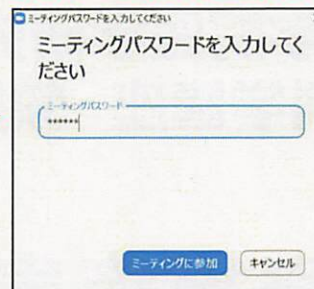 ミーティングパスワードを入力してください
ミーティングパスワードを入力してく
ださい
ミーティングパスワード
******
ミーティングに参加
キャンセル